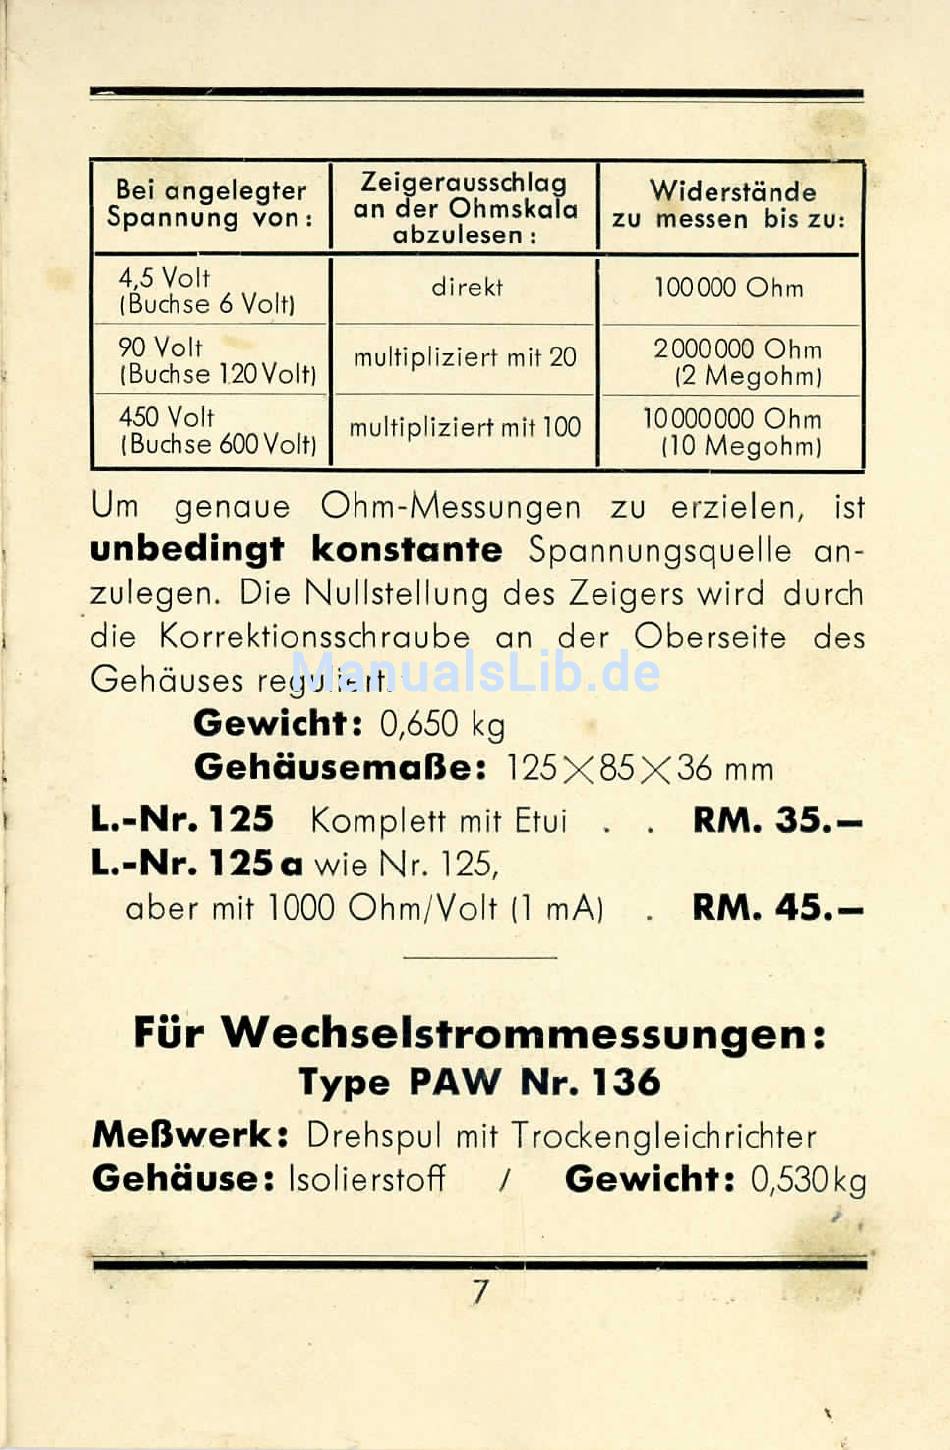 Bei angelegter
Spannung von:
Zeigerausschlag
an der Ohmskala
abzulesen:
Widerstände
zu messen bis zu:
4,5 Volt
(Buchse 6 Volt)
direkt
100000 Ohm
90 Volt
(Buchse 120 Volt)
multipliziert mit 20
2000000 Ohm
(2 Megohm)
450 Volt
(Buchse 600 Volt)
multipliziert mit 100
10000000 Ohm
(10 Megohm)
Um genaue Ohm-Messungen zu erzielen, ist
unbedingt konstante Spannungsquelle an-
zulegen. Die Nullstellung des Zeigers wird durch
die Korrektionsschraube an der Oberseite des
Gehäuses reguliert.
ManualsLib.de
Gewicht: 0,650 kg
Gehäusemaße: 125×85×36 mm
L.-Nr. 125 Komplett mit Etui . . RM. 35.—
L.-Nr. 125a wie Nr. 125,
aber mit 1000 Ohm/Volt (1 mA) . RM. 45.—
Für Wechselstrommessungen:
Type PAW Nr. 136
Meßwerk: Drehspul mit Trockengleichrichter
Gehäuse: Isolierstoff / Gewicht: 0,530 kg
7